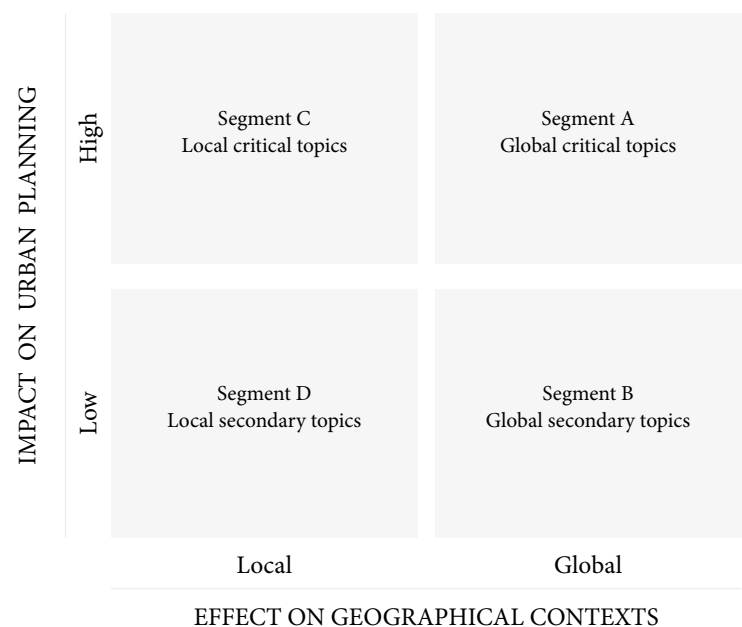 IMPACT ON URBAN PLANNING
High
Segment C
Local critical topics
Segment A
Global critical topics
Low
Segment D
Local secondary topics
Segment B
Global secondary topics
Local
Global
EFFECT ON GEOGRAPHICAL CONTEXTS